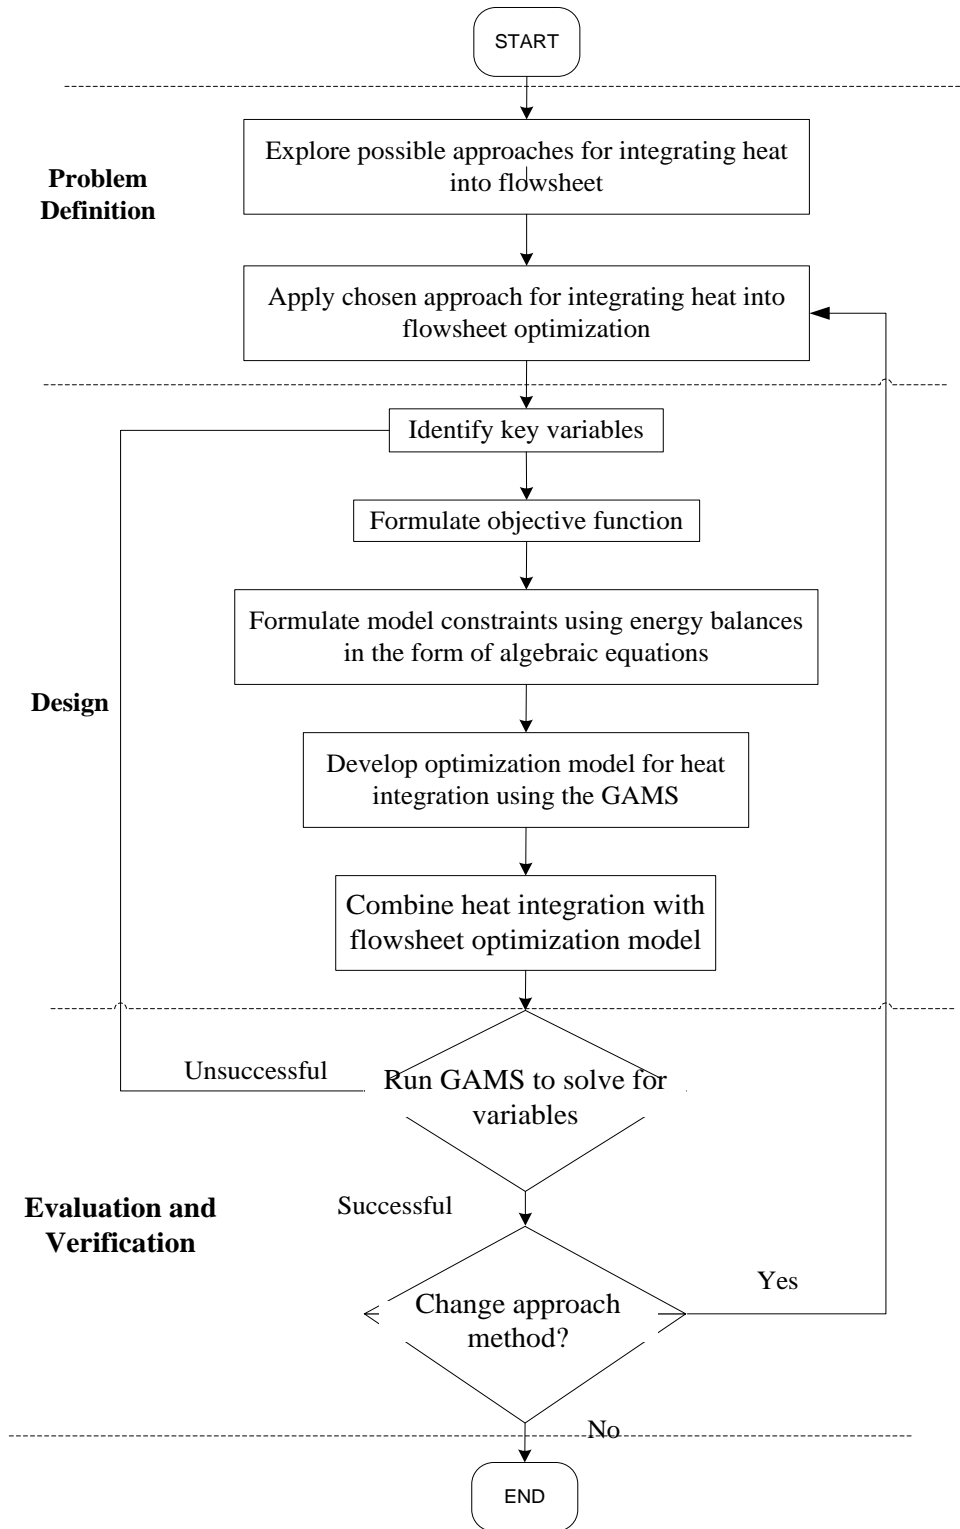 START
Explore possible approaches for integrating heat
into flowsheet
Problem
Definition
Apply chosen approach for integrating heat into
flowsheet optimization
Identify key variables
Formulate objective function
Formulate model constraints using energy balances
in the form of algebraic equations
Design
Develop optimization model for heat
integration using the GAMS
Combine heat integration with
flowsheet optimization model
Unsuccessful
Run GAMS to solve for
variables
Successful
Evaluation and
Verification
Yes
Change approach
method?
No
END